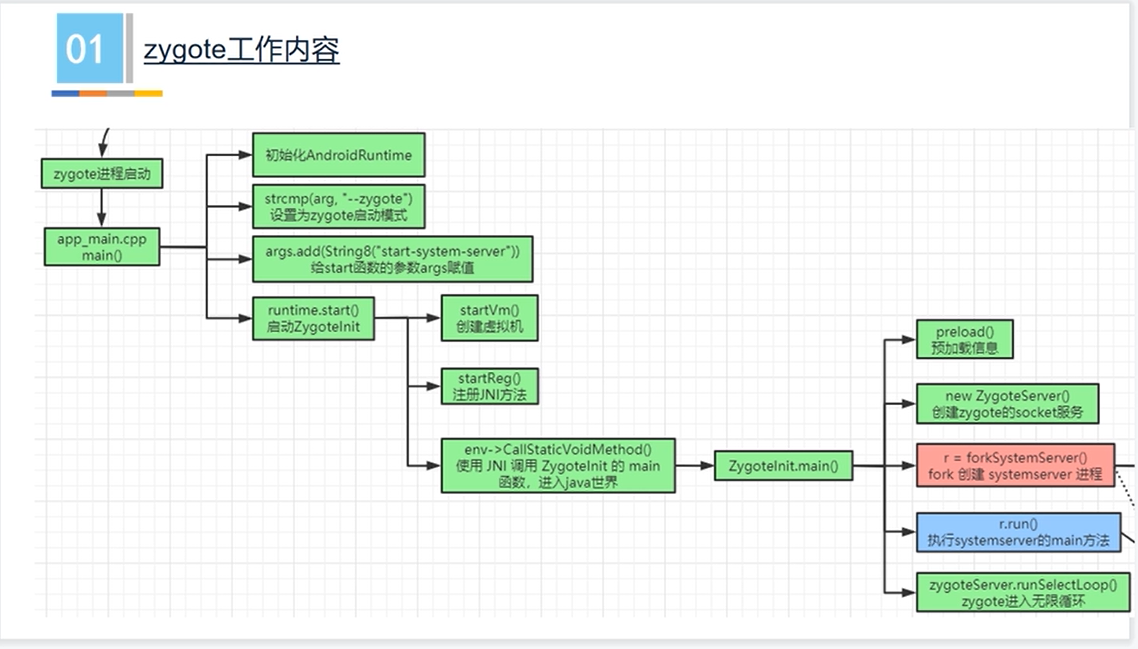 01
zygote工作内容
zygote进程启动
app_main.cpp
main()
初始化AndroidRuntime
strcmp(arg, "--zygote")
设置为zygote启动模式
args.add(String8("start-system-server"))
给start函数的参数args赋值
runtime.start()
启动ZygoteInit
startVm()
创建虚拟机
startReg()
注册JNI方法
env->CallStaticVoidMethod()
使用 JNI 调用 ZygoteInit 的 main
函数，进入java世界
ZygoteInit.main()
preload()
预加载信息
new ZygoteServer()
创建zygote的socket服务
r = forkSystemServer()
fork 创建 systemserver 进程
r.run()
执行systemserver的main方法
zygoteServer.runSelectLoop()
zygote进入无限循环